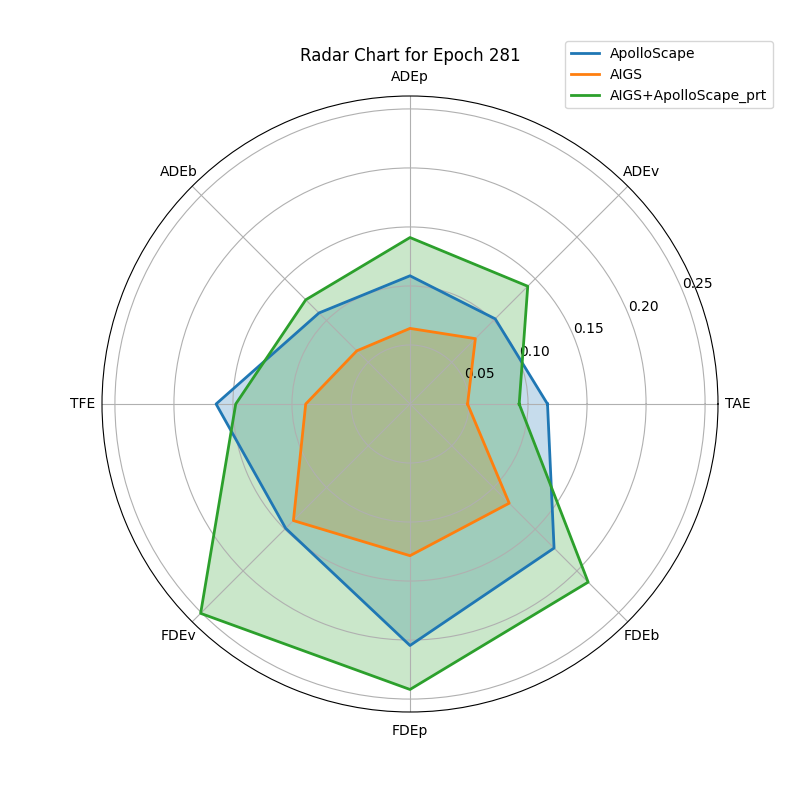 Radar Chart for Epoch 281
ApolloScape
AIGS
AIGS+ApolloScape_prt
ADEp
ADEb
ADEv
0.25
0.20
0.15
0.10
0.05
TFE
TAE
FDEv
FDEb
FDEp